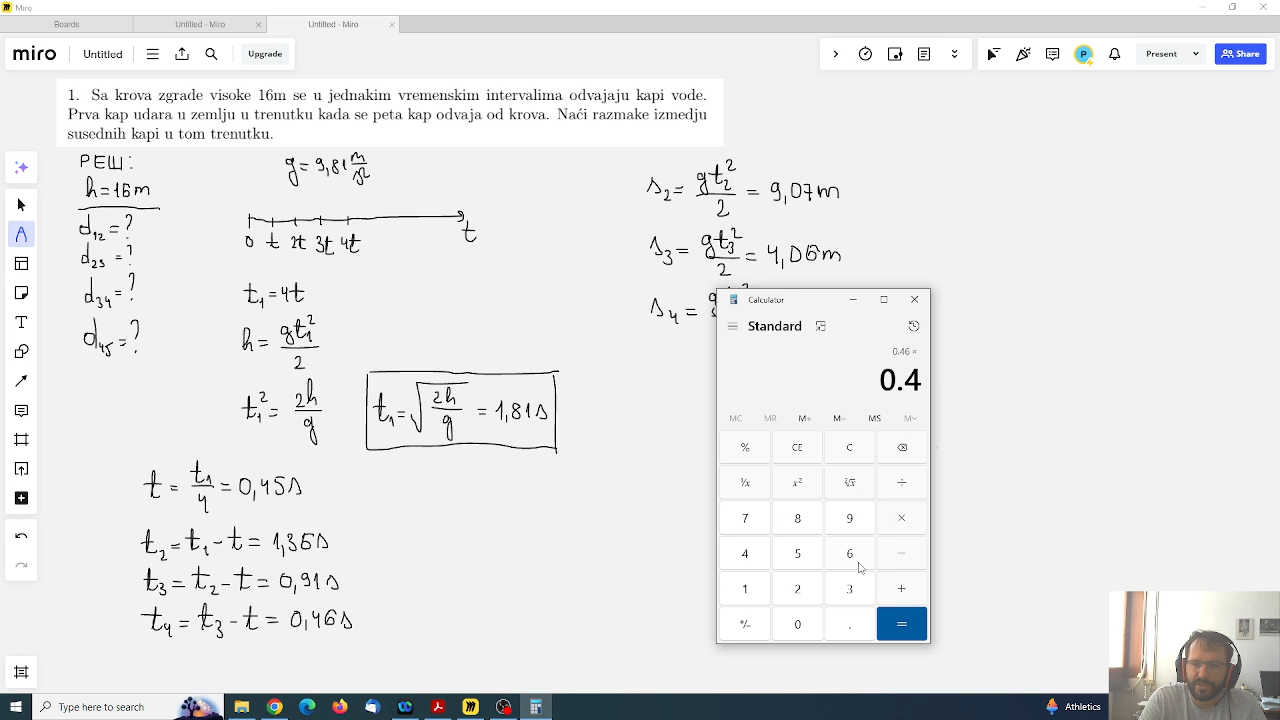 Miro
Boards
Untitled - Miro
Untitled - Miro
miro
Untitled
Upgrade
P
Present
Share
1. Sa krova zgrade visoke 16m se u jednakim vremenskim intervalima odvajaju kapi vode.
Prva kap udara u zemlju u trenutku kada se peta kap odvaja od krova. Naći razmake izmedju
susednih kapi u tom trenutku.
РЕШ:
h=16m
d₁₂=?
d₂₃=?
d₃₄=?
d₄₅=?
g=9,81 m/s²
0 t 2t 3t 4t
t
t₁=4t
h= gt₁²/2
t₁²= 2h/g
t₁=√(2h/g) =1,81s
t= t₁/4 =0,45s
t₂=t₁-t=1,36s
t₃=t₂-t=0,91s
t₄=t₃-t=0,46s
s₂= gt₂²/2 =9,07m
s₃= gt₃²/2 =4,06m
s₄=
Calculator
Standard
0.46 ×
0.4
MC MR M+ M− MS M
% CE C
¹/x x² ²√x ÷
7 8 9 ×
4 5 6 −
1 2 3 +
+/− 0 . =
Type here to search
Athletics